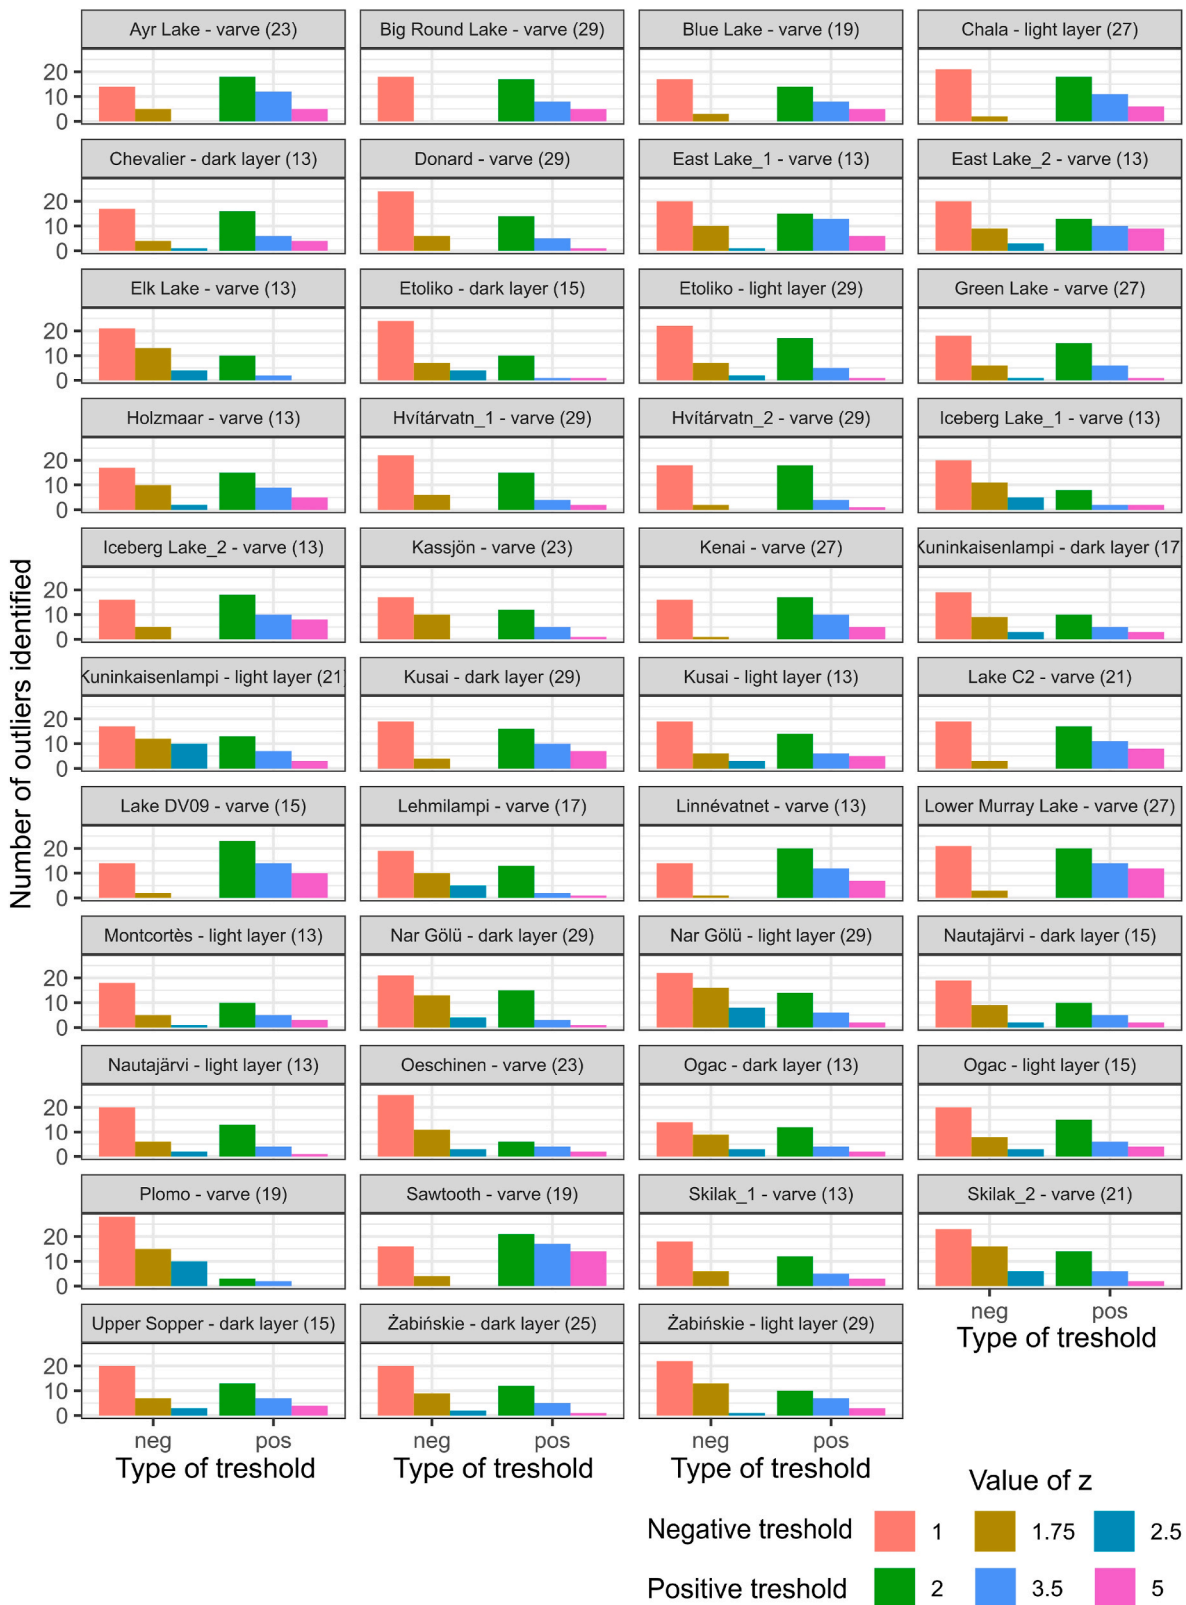 Ayr Lake - varve (23) Big Round Lake - varve (29) Blue Lake - varve (19) Chala - light layer (27)
20
10
0
Chevalier - dark layer (13) Donard - varve (29) East Lake_1 - varve (13) East Lake_2 - varve (13)
20
10
0
Elk Lake - varve (13) Etoliko - dark layer (15) Etoliko - light layer (29) Green Lake - varve (27)
20
10
0
Holzmaar - varve (13) Hvítárvatn_1 - varve (29) Hvítárvatn_2 - varve (29) Iceberg Lake_1 - varve (13)
20
10
0
Iceberg Lake_2 - varve (13) Kassjön - varve (23) Kenai - varve (27) Kuninkaisenlampi - dark layer (17
20
10
0
Number of outliers identified
Kuninkaisenlampi - light layer (21) Kusai - dark layer (29) Kusai - light layer (13) Lake C2 - varve (21)
20
10
0
Lake DV09 - varve (15) Lehmilampi - varve (17) Linnévatnet - varve (13) Lower Murray Lake - varve (27)
20
10
0
Montcortès - light layer (13) Nar Gölü - dark layer (29) Nar Gölü - light layer (29) Nautajärvi - dark layer (15)
20
10
0
Nautajärvi - light layer (13) Oeschinen - varve (23) Ogac - dark layer (13) Ogac - light layer (15)
20
10
0
Plomo - varve (19) Sawtooth - varve (19) Skilak_1 - varve (13) Skilak_2 - varve (21)
20
10
0
neg pos
Type of treshold
Upper Sopper - dark layer (15) Żabińskie - dark layer (25) Żabińskie - light layer (29)
20
10
0
neg pos neg pos neg pos
Type of treshold Type of treshold Type of treshold
Value of z
Negative treshold 1 1.75 2.5
Positive treshold 2 3.5 5